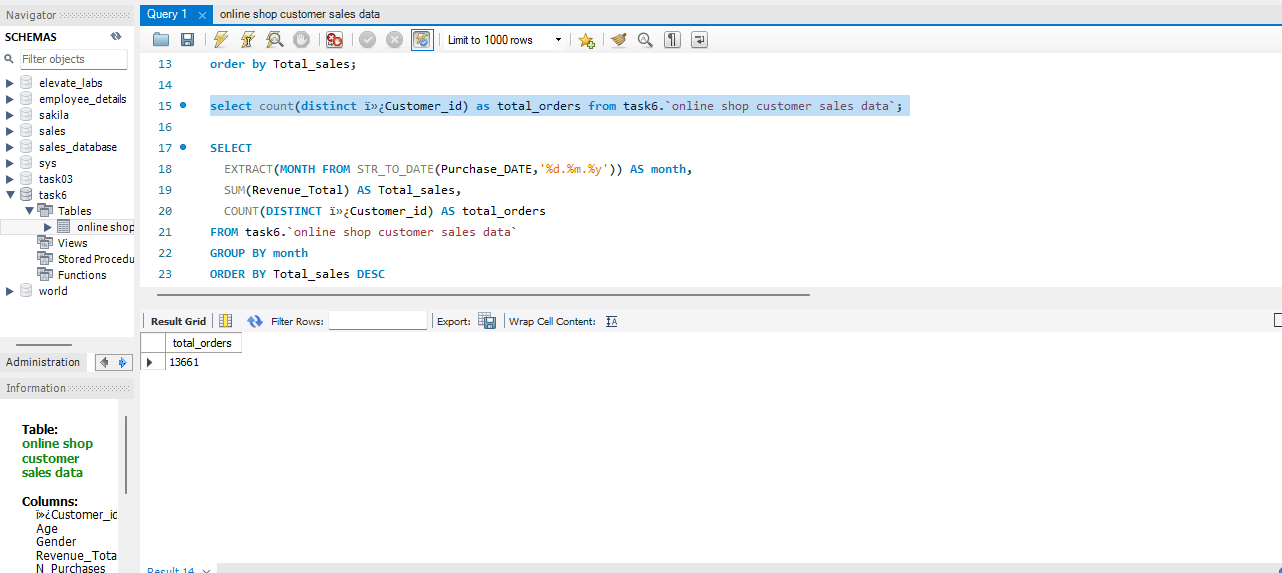 Navigator
Query 1
online shop customer sales data
SCHEMAS
Filter objects
elevate_labs
employee_details
sakila
sales
sales_database
sys
task03
task6
Tables
online shop
Views
Stored Procedu
Functions
world
Administration
Information
Table:
online shop
customer
sales data
Columns:
ï»¿Customer_id
Age
Gender
Revenue_Tota
N_Purchases
Limit to 1000 rows
13 order by Total_sales;
14
15 select count(distinct ï»¿Customer_id) as total_orders from task6.`online shop customer sales data`;
16
17 SELECT
18 EXTRACT(MONTH FROM STR_TO_DATE(Purchase_DATE,'%d.%m.%y')) AS month,
19 SUM(Revenue_Total) AS Total_sales,
20 COUNT(DISTINCT ï»¿Customer_id) AS total_orders
21 FROM task6.`online shop customer sales data`
22 GROUP BY month
23 ORDER BY Total_sales DESC
Result Grid Filter Rows: Export: Wrap Cell Content:
total_orders
13661
Result 14